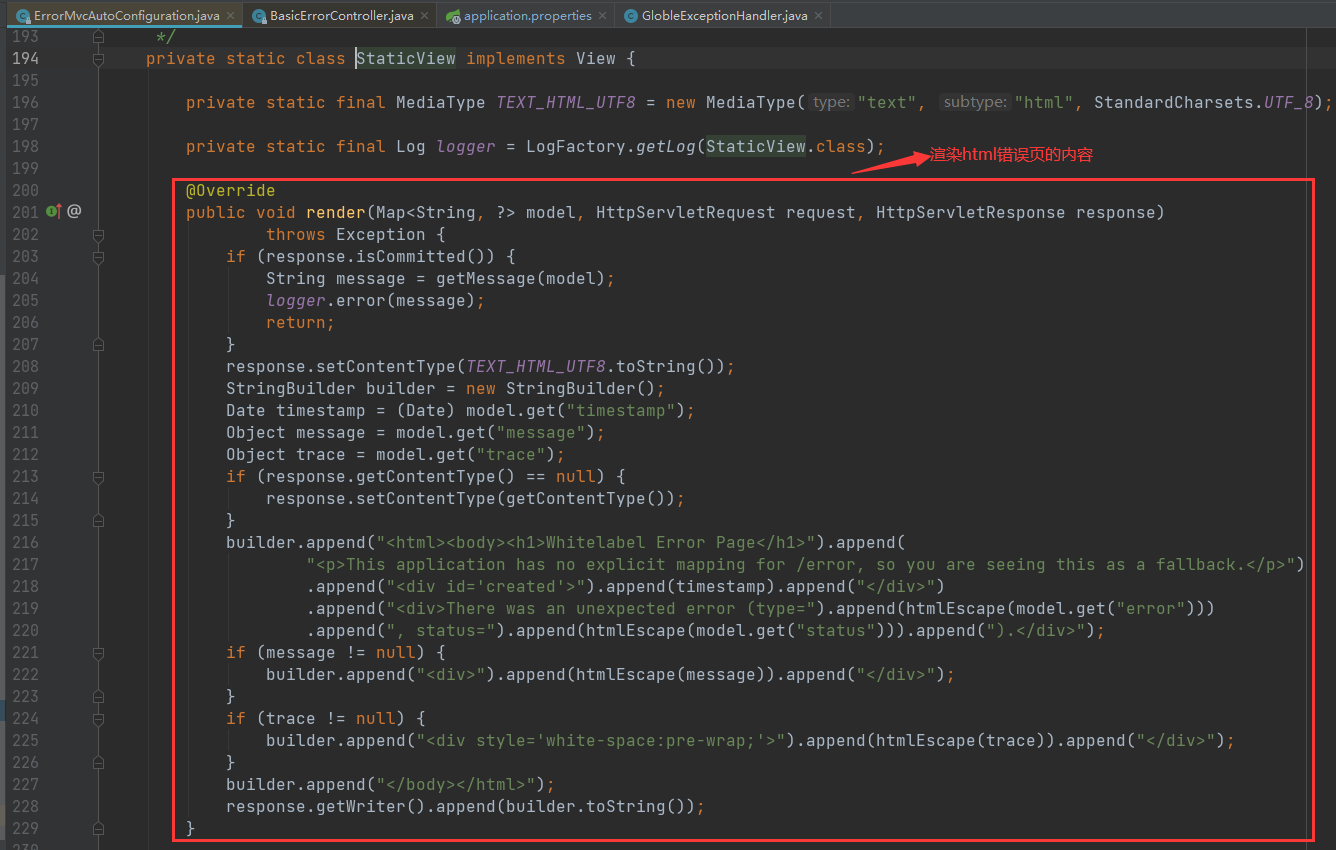 ErrorMvcAutoConfiguration.java BasicErrorController.java application.properties GlobleExceptionHandler.java
193 */
194 private static class StaticView implements View {
195
196 private static final MediaType TEXT_HTML_UTF8 = new MediaType( type: "text", subtype: "html", StandardCharsets.UTF_8);
197
198 private static final Log logger = LogFactory.getLog(StaticView.class);
渲染html错误页的内容
199
200 @Override
201 @ public void render(Map<String, ?> model, HttpServletRequest request, HttpServletResponse response)
202 throws Exception {
203 if (response.isCommitted()) {
204 String message = getMessage(model);
205 logger.error(message);
206 return;
207 }
208 response.setContentType(TEXT_HTML_UTF8.toString());
209 StringBuilder builder = new StringBuilder();
210 Date timestamp = (Date) model.get("timestamp");
211 Object message = model.get("message");
212 Object trace = model.get("trace");
213 if (response.getContentType() == null) {
214 response.setContentType(getContentType());
215 }
216 builder.append("<html><body><h1>Whitelabel Error Page</h1>").append(
217 "<p>This application has no explicit mapping for /error, so you are seeing this as a fallback.</p>")
218 .append("<div id='created'>").append(timestamp).append("</div>")
219 .append("<div>There was an unexpected error (type=").append(htmlEscape(model.get("error")))
220 .append(", status=").append(htmlEscape(model.get("status"))).append(").</div>");
221 if (message != null) {
222 builder.append("<div>").append(htmlEscape(message)).append("</div>");
223 }
224 if (trace != null) {
225 builder.append("<div style='white-space:pre-wrap;'>").append(htmlEscape(trace)).append("</div>");
226 }
227 builder.append("</body></html>");
228 response.getWriter().append(builder.toString());
229 }
230